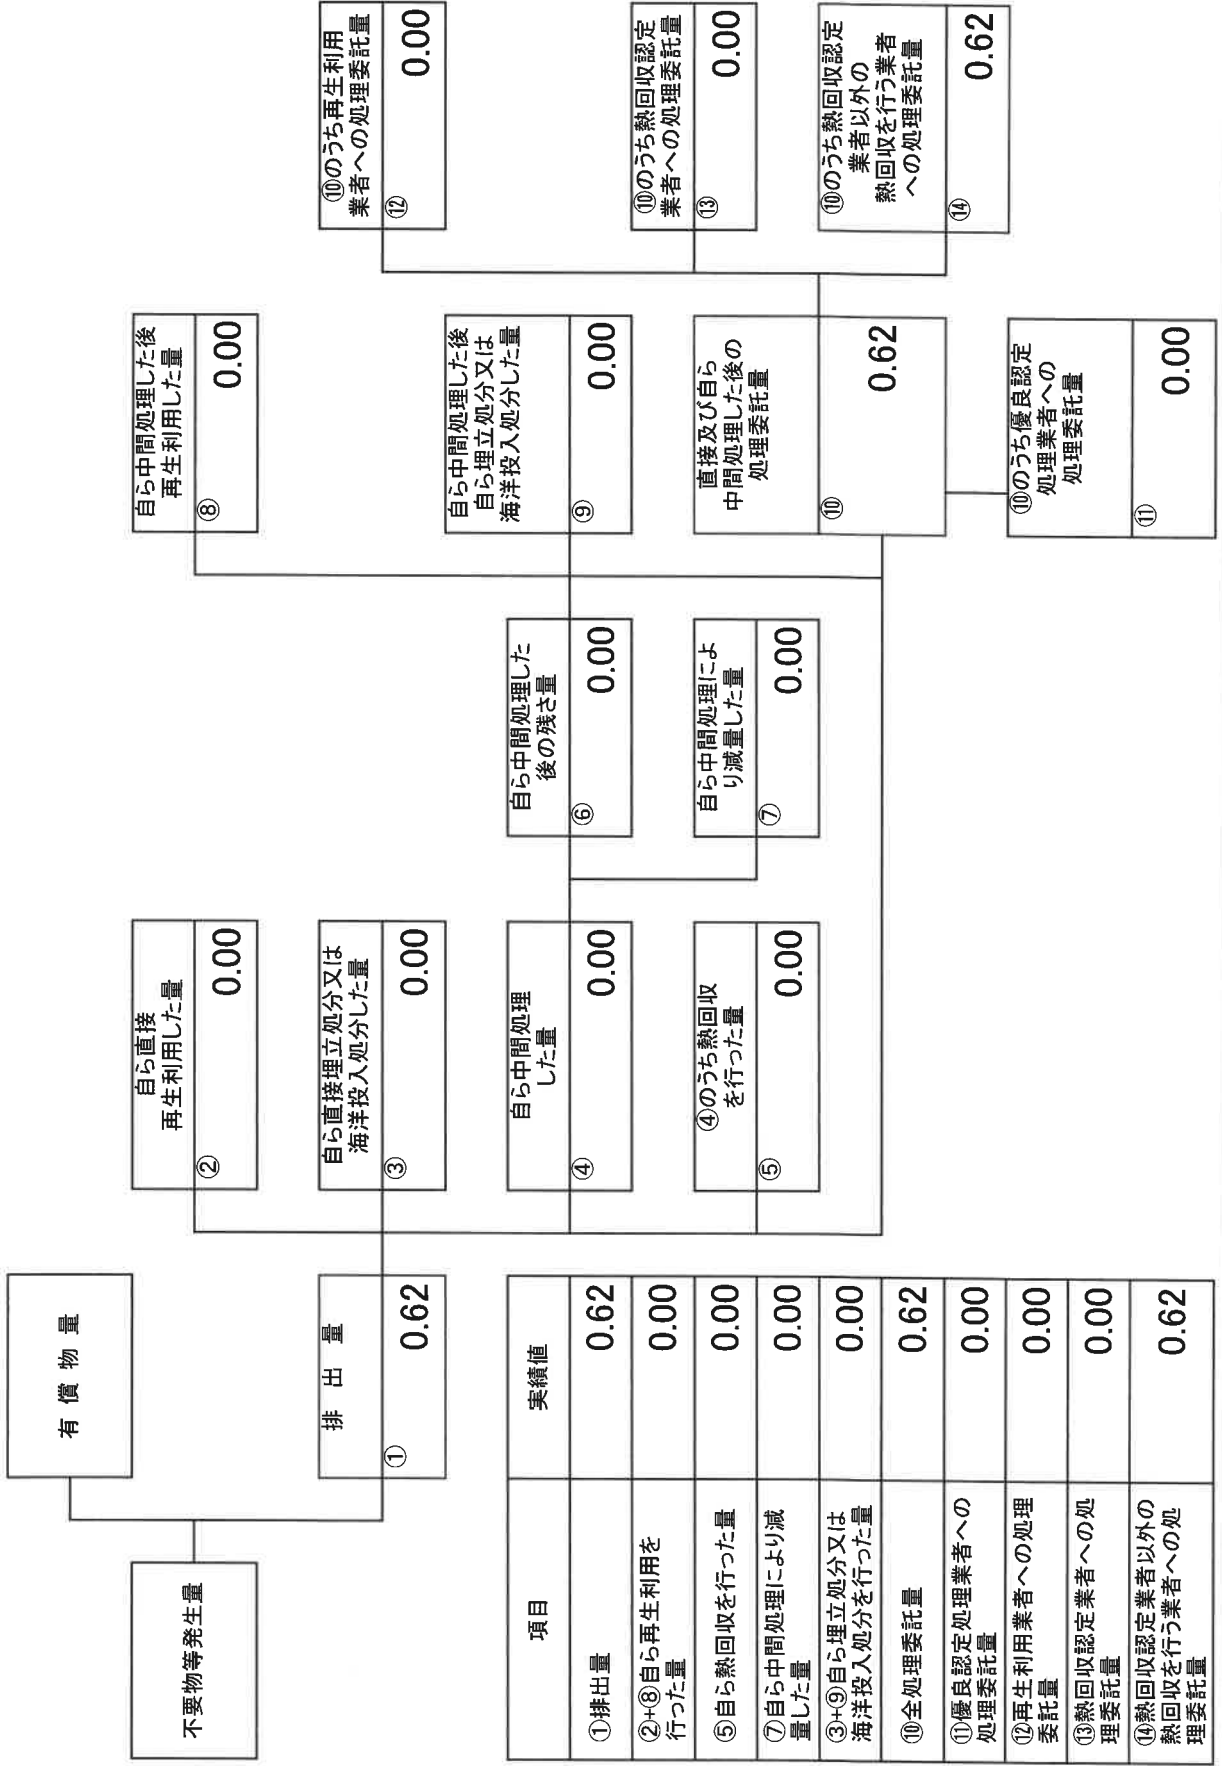 有 償 物 量
不要物等発生量
排 出 量
① 0.62
自ら直接
再生利用した量
② 0.00
自ら直接埋立処分又は
海洋投入処分した量
③ 0.00
自ら中間処理
した量
④ 0.00
④のうち熱回収
を行った量
⑤ 0.00
自ら中間処理した
後の残さ量
⑥ 0.00
自ら中間処理によ
り減量した量
⑦ 0.00
自ら中間処理した後
再生利用した量
⑧ 0.00
自ら中間処理した後
自ら埋立処分又は
海洋投入処分した量
⑨ 0.00
直接及び自ら
中間処理した後の
処理委託量
⑩ 0.62
⑩のうち優良認定
処理業者への
処理委託量
⑪ 0.00
⑩のうち再生利用
業者への処理委託量
⑫ 0.00
⑩のうち熱回収認定
業者への処理委託量
⑬ 0.00
⑩のうち熱回収認定
業者以外の
熱回収を行う業者
への処理委託量
⑭ 0.62
項目 実績値
①排出量 0.62
②+⑧自ら再生利用を
行った量 0.00
⑤自ら熱回収を行った量 0.00
⑦自ら中間処理により減
量した量 0.00
③+⑨自ら埋立処分又は
海洋投入処分を行った量 0.00
⑩全処理委託量 0.62
⑪優良認定処理業者への
処理委託量 0.00
⑫再生利用業者への処理
委託量 0.00
⑬熱回収認定業者への処
理委託量 0.00
⑭熱回収認定業者以外の
熱回収を行う業者への処
理委託量 0.62